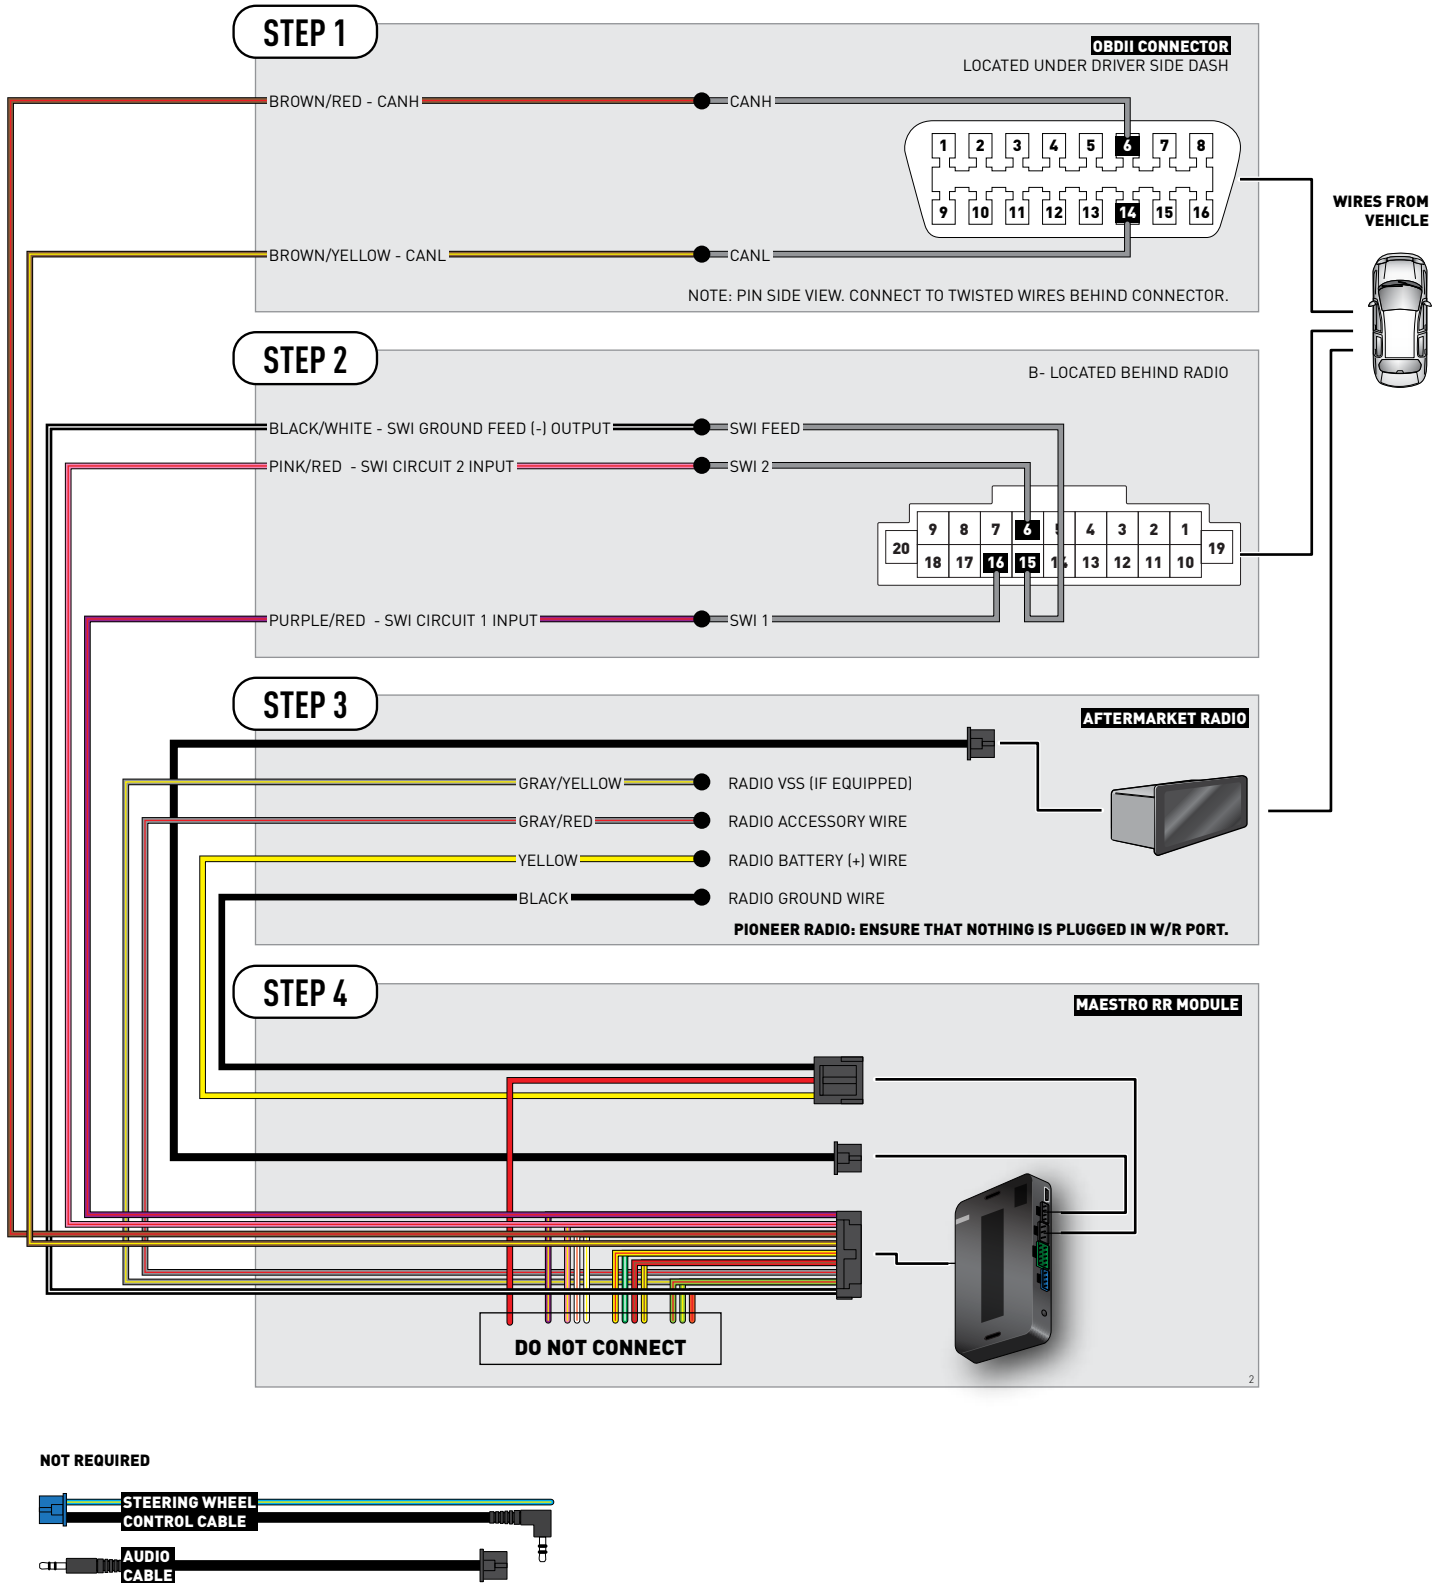 STEP 1
OBDII CONNECTOR
LOCATED UNDER DRIVER SIDE DASH
BROWN/RED - CANH
CANH
1 2 3 4 5 6 7 8
9 10 11 12 13 14 15 16
WIRES FROM
VEHICLE
BROWN/YELLOW - CANL
CANL
NOTE: PIN SIDE VIEW. CONNECT TO TWISTED WIRES BEHIND CONNECTOR.
STEP 2
B- LOCATED BEHIND RADIO
BLACK/WHITE - SWI GROUND FEED (-) OUTPUT
SWI FEED
PINK/RED - SWI CIRCUIT 2 INPUT
SWI 2
9 8 7 6 5 4 3 2 1
20 19
18 17 16 15 14 13 12 11 10
PURPLE/RED - SWI CIRCUIT 1 INPUT
SWI 1
STEP 3
AFTERMARKET RADIO
GRAY/YELLOW
RADIO VSS (IF EQUIPPED)
GRAY/RED
RADIO ACCESSORY WIRE
YELLOW
RADIO BATTERY (+) WIRE
BLACK
RADIO GROUND WIRE
PIONEER RADIO: ENSURE THAT NOTHING IS PLUGGED IN W/R PORT.
STEP 4
MAESTRO RR MODULE
DO NOT CONNECT
2
NOT REQUIRED
STEERING WHEEL
CONTROL CABLE
AUDIO
CABLE